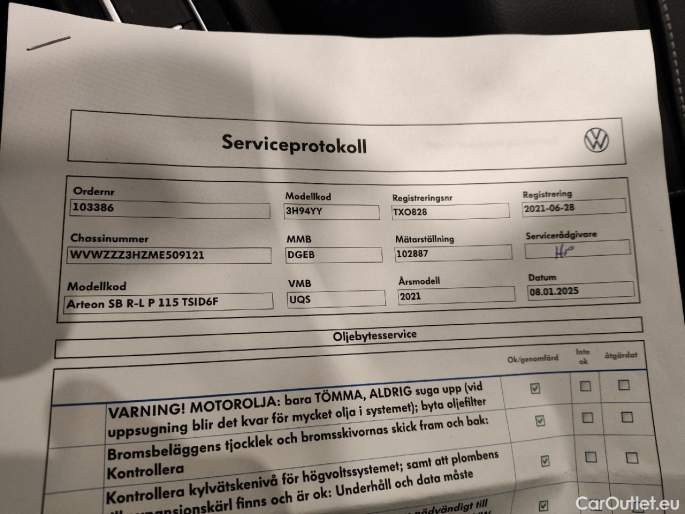 Serviceprotokoll
Ordernr Modellkod Registreringsnr Registrering
103386 3H94YY TXO828 2021-06-28
Chassinummer MMB Mätarställning Servicerådgivare
WVWZZZ3HZME509121 DGEB 102887
Modellkod VMB Årsmodell Datum
Arteon SB R-L P 115 TSID6F UQS 2021 08.01.2025
Oljebytesservice
Ok/genomförd Inte ok åtgärdat
VARNING! MOTOROLJA: bara TÖMMA, ALDRIG suga upp (vid
uppsugning blir det kvar för mycket olja i systemet); byta oljefilter
Bromsbeläggens tjocklek och bromsskivornas skick fram och bak:
Kontrollera
Kontrollera kylvätskenivå för högvoltssystemet; samt att plombens
till expansionskärl finns och är ok: Underhåll och data måste
nödvändigt till
CarOutlet.eu